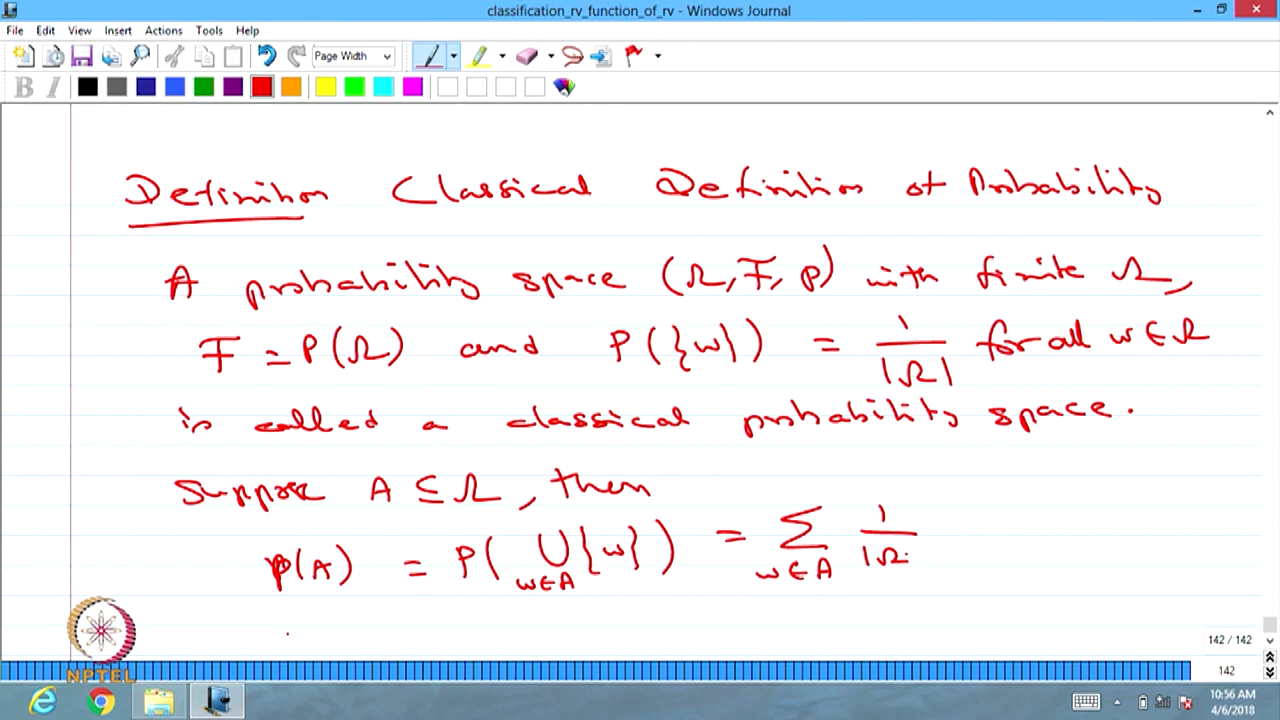 classification_rv_function_of_rv - Windows Journal
File Edit View Insert Actions Tools Help
Page Width
B I
Definition Classical Definition of Probability
A probability space (Ω, F, P) with finite Ω,
F = P(Ω) and P({w}) = 1/|Ω| for all w ∈ Ω
is called a classical probability space.
Suppose A ⊆ Ω, then
P(A) = P( ∪_{w∈A} {w} ) = Σ_{w∈A} 1/|Ω
142 / 142
NPTEL
142
10:56 AM
4/6/2018